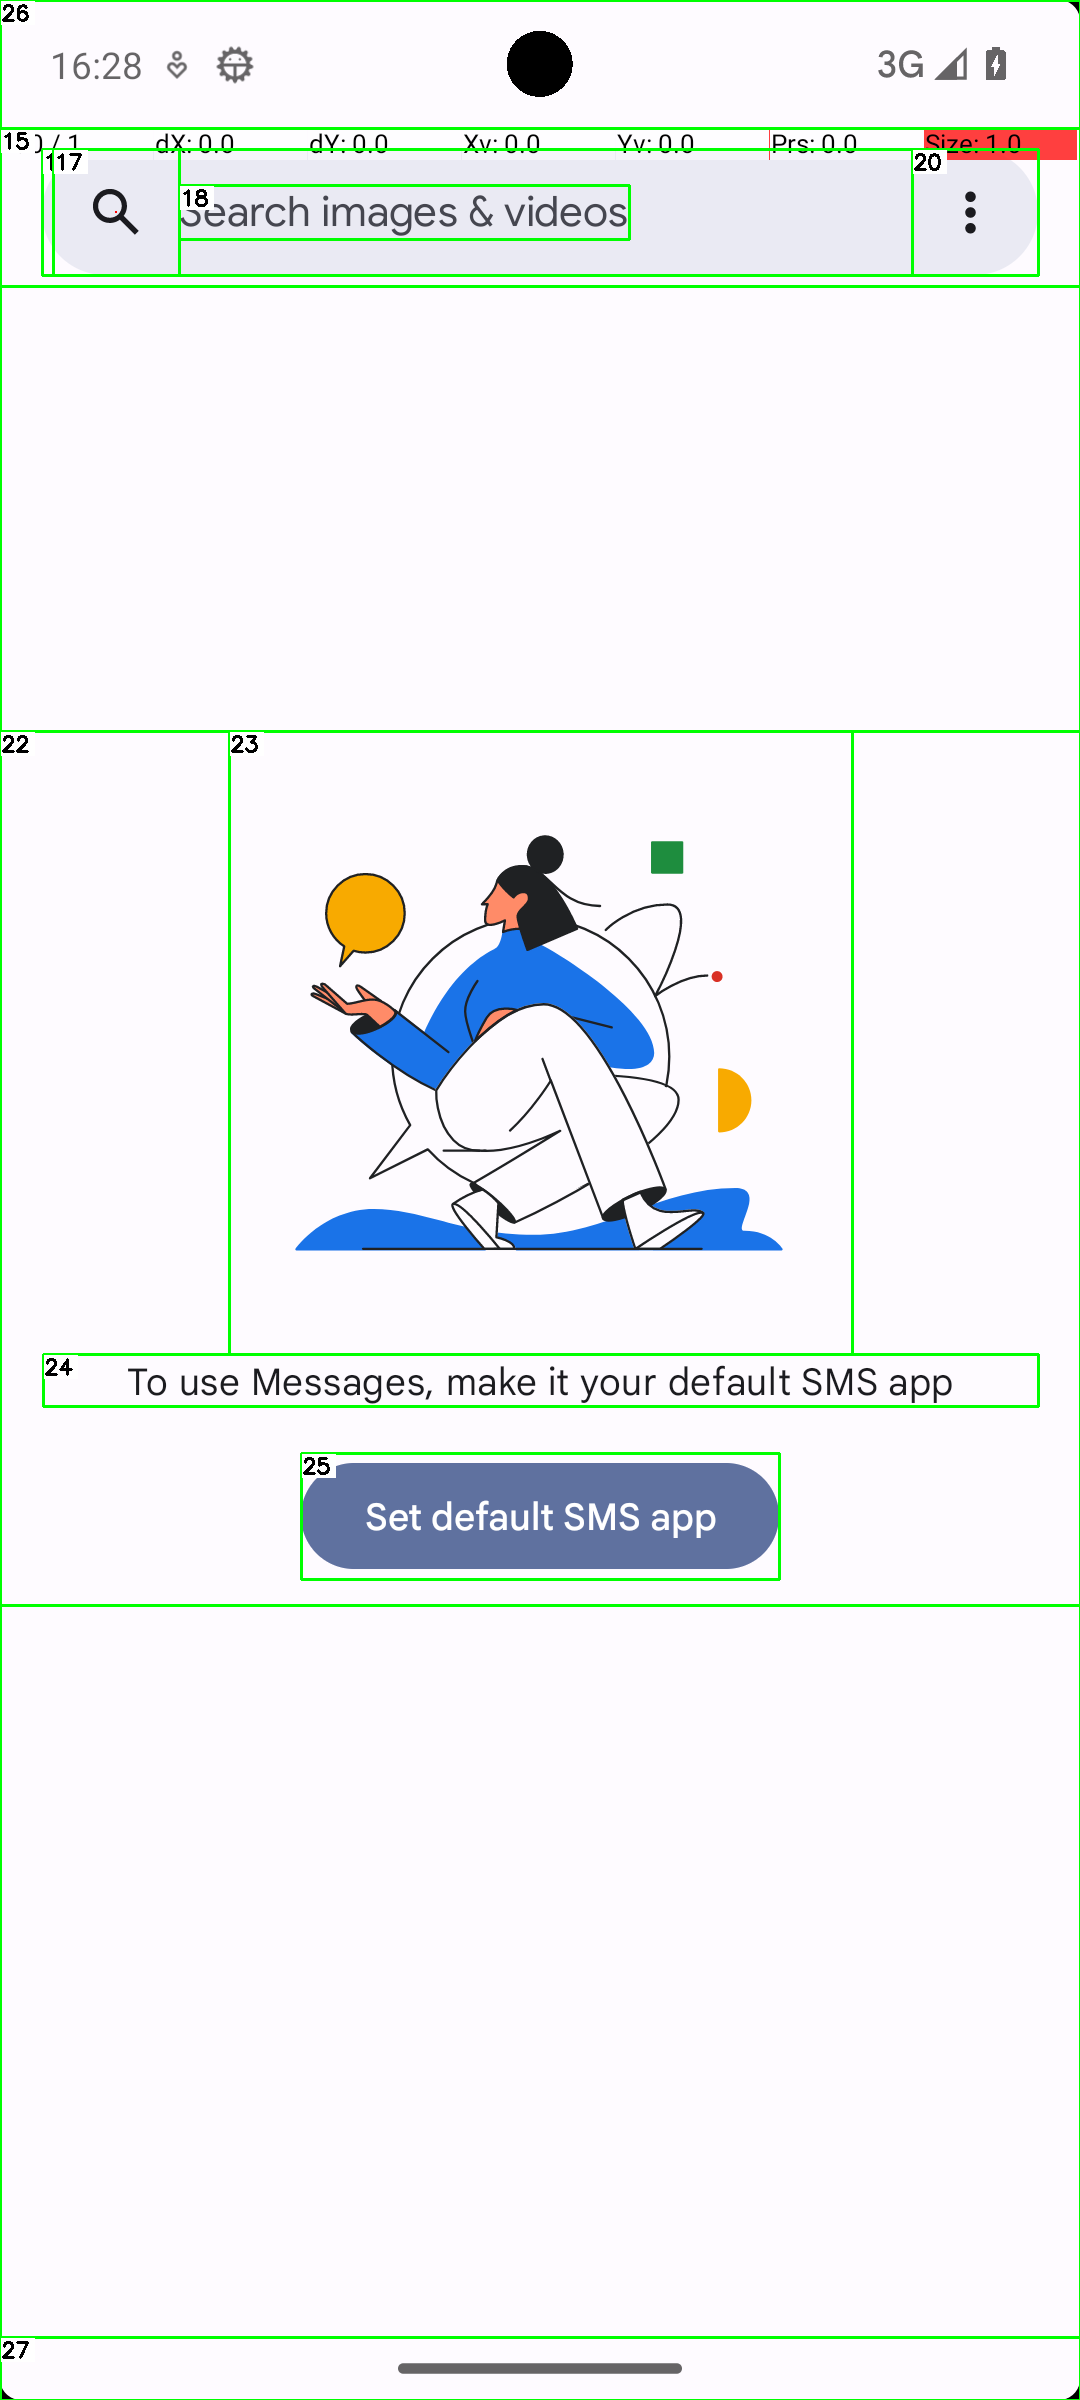 26
16:28
3G
15 0 / 1 dX: 0.0 dY: 0.0 Xv: 0.0 Yv: 0.0 Prs: 0.0 Size: 1.0
117 20
18 Search images & videos
22 23
24 To use Messages, make it your default SMS app
25
Set default SMS app
27